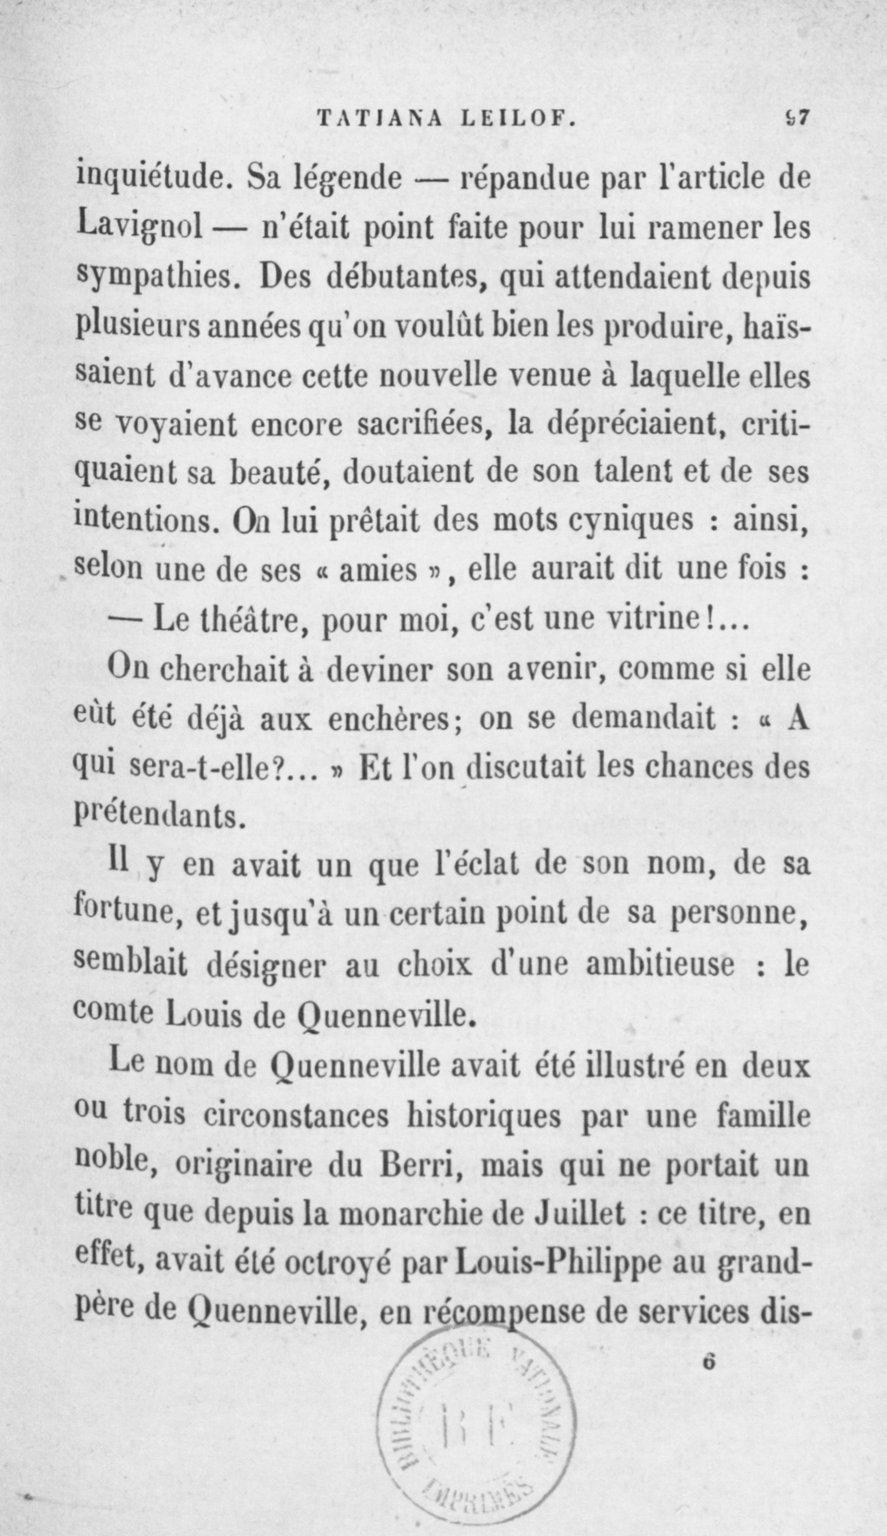 TATIANA LEILOF. 97
inquiétude. Sa légende — répandue par l'article de
Lavignol — n'était point faite pour lui ramener les
sympathies. Des débutantes, qui attendaient depuis
plusieurs années qu'on voulût bien les produire, haïs-
saient d'avance cette nouvelle venue à laquelle elles
se voyaient encore sacrifiées, la dépréciaient, criti-
quaient sa beauté, doutaient de son talent et de ses
intentions. On lui prêtait des mots cyniques : ainsi,
selon une de ses « amies », elle aurait dit une fois :
— Le théâtre, pour moi, c'est une vitrine!...
On cherchait à deviner son avenir, comme si elle
eût été déjà aux enchères; on se demandait : « A
qui sera-t-elle?... » Et l'on discutait les chances des
prétendants.
Il y en avait un que l'éclat de son nom, de sa
fortune, et jusqu'à un certain point de sa personne,
semblait désigner au choix d'une ambitieuse : le
comte Louis de Quenneville.
Le nom de Quenneville avait été illustré en deux
ou trois circonstances historiques par une famille
noble, originaire du Berri, mais qui ne portait un
titre que depuis la monarchie de Juillet : ce titre, en
effet, avait été octroyé par Louis-Philippe au grand-
père de Quenneville, en récompense de services dis-
6
BIBLIOTHÈQUE NATIONALE
RF
IMPRIMÉS